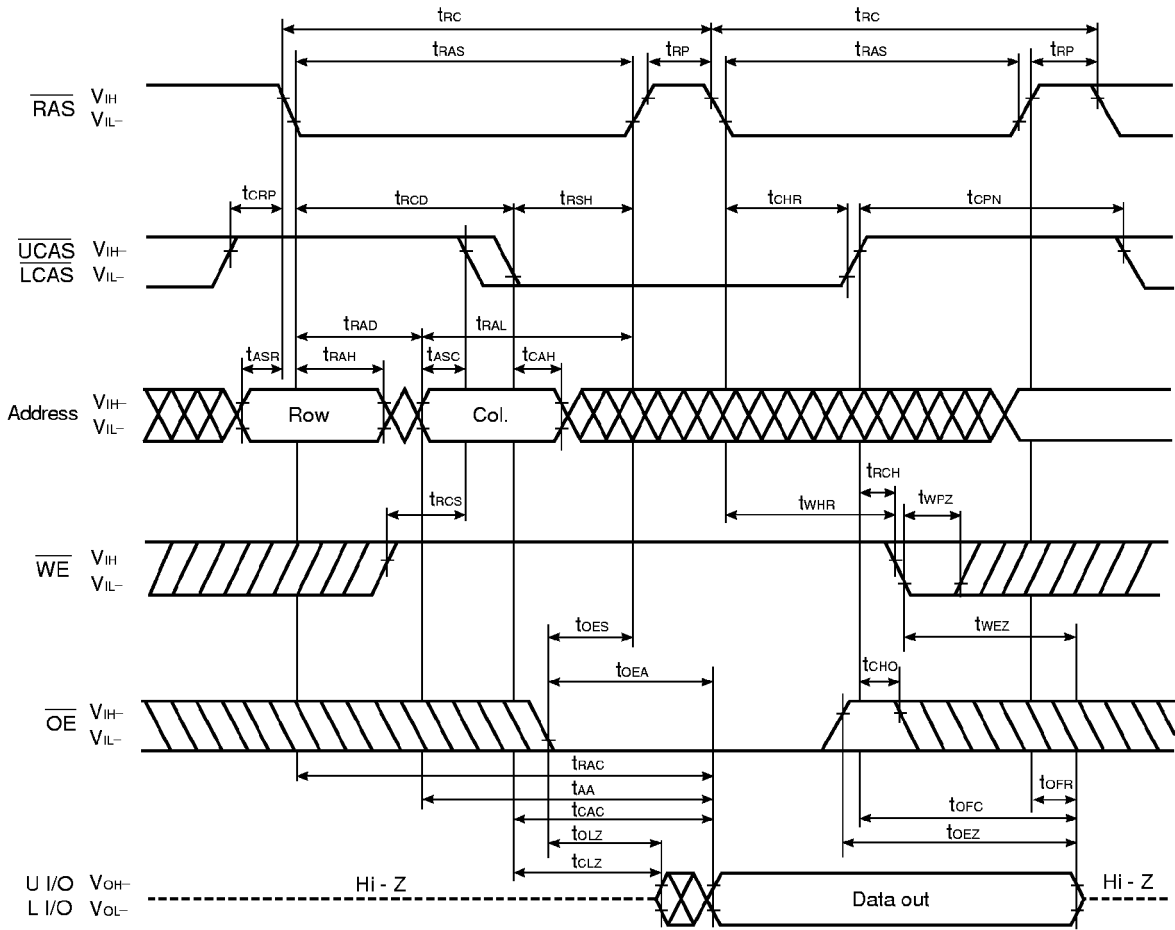 tRC tRC
tRAS tRP tRAS tRP
RAS VIH
VIL–
tCRP tRCD tRSH tCHR tCPN
UCAS VIH–
LCAS VIL–
tRAD tRAL
tASR tRAH tASC tCAH
Address VIH–
VIL–
Row Col.
tRCH
tRCS tWHR tWPZ
WE VIH
VIL–
tOES tWEZ
tOEA tCHO
OE VIH–
VIL–
tRAC
tAA tOFR
tCAC tOFC
tOLZ tOEZ
tCLZ
U I/O VOH– Hi - Z Hi - Z
L I/O VOL– Data out